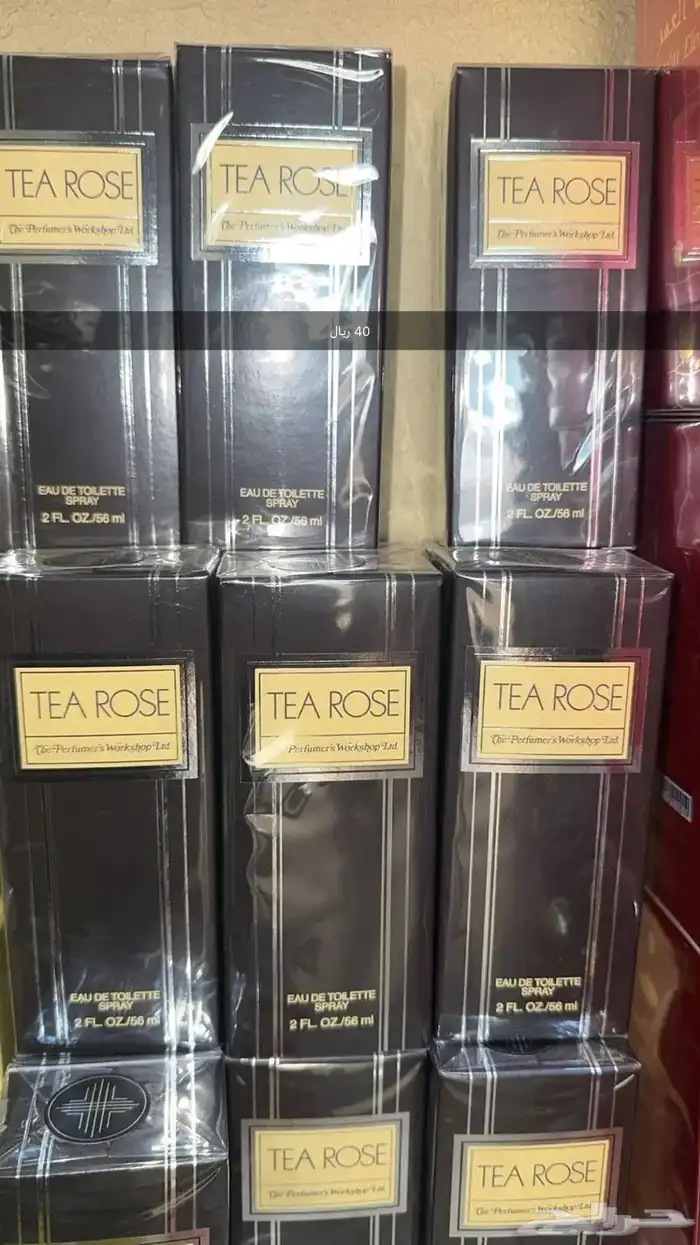 TEA ROSE
The Perfumer's Workshop Ltd.
TEA ROSE
The Perfumer's Workshop Ltd.
TEA ROSE
The Perfumer's Workshop Ltd.
40 ريال
EAU DE TOILETTE
SPRAY
2 FL. OZ./56 ml
EAU DE TOILETTE
SPRAY
2 FL. OZ./56 ml
EAU DE TOILETTE
SPRAY
2 FL. OZ./56 ml
TEA ROSE
The Perfumer's Workshop Ltd.
TEA ROSE
Perfumer's Workshop Ltd.
TEA ROSE
The Perfumer's Workshop Ltd.
EAU DE TOILETTE
SPRAY
2 FL. OZ./56 ml
EAU DE TOILETTE
SPRAY
2 FL. OZ./56 ml
EAU DE TOILETTE
SPRAY
2 FL. OZ./56 ml
TEA ROSE
The Perfumer's Workshop Ltd.
TEA ROSE
The Perfumer's Workshop Ltd.
حراج